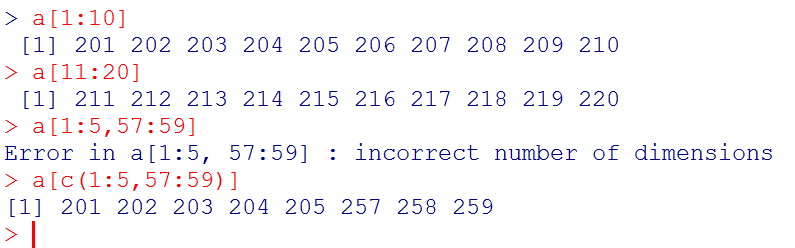 > a[1:10]
 [1] 201 202 203 204 205 206 207 208 209 210
> a[11:20]
 [1] 211 212 213 214 215 216 217 218 219 220
> a[1:5,57:59]
Error in a[1:5, 57:59] : incorrect number of dimensions
> a[c(1:5,57:59)]
[1] 201 202 203 204 205 257 258 259
>